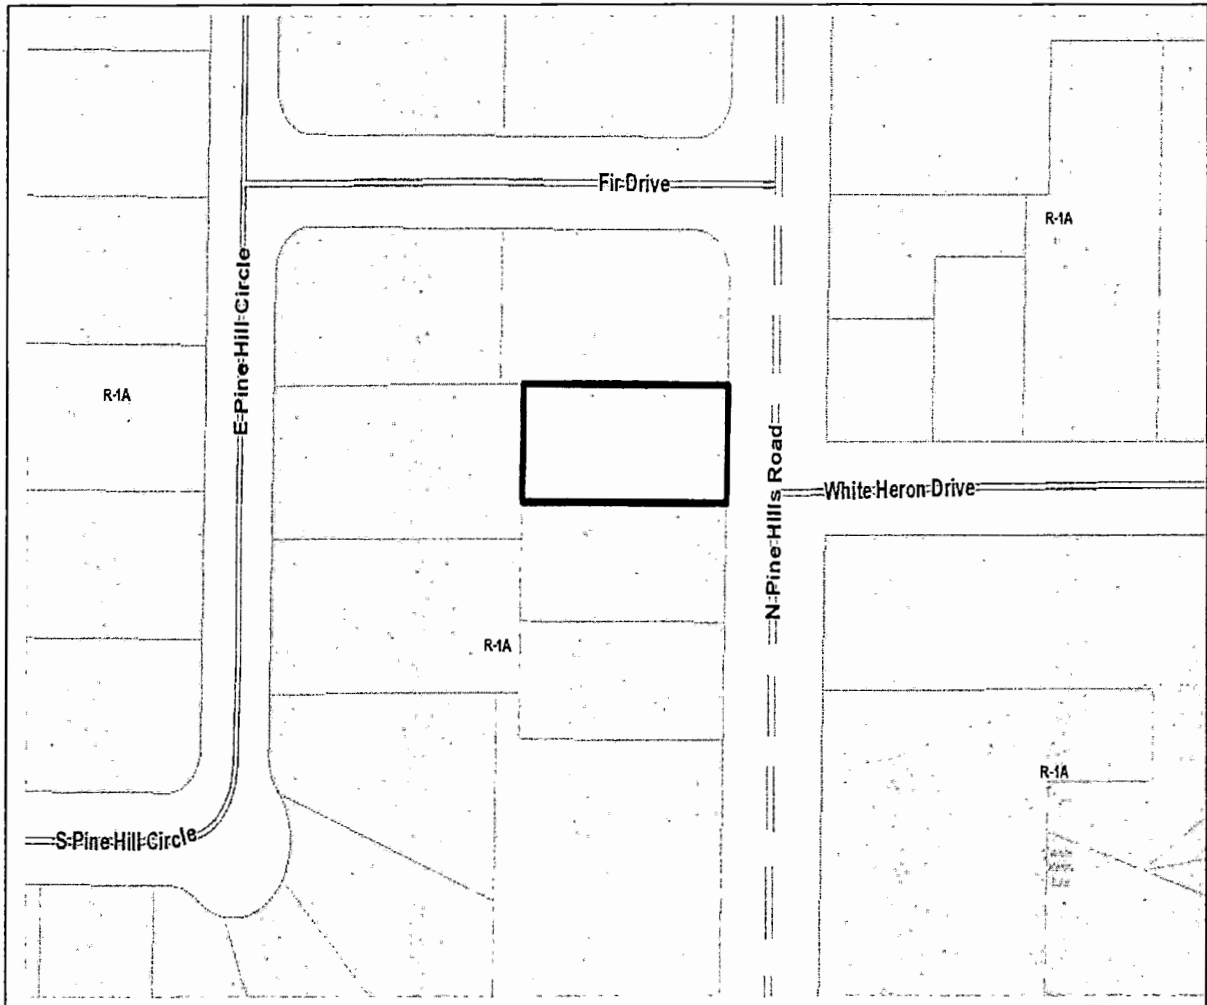 Fir Drive
R-1A
E Pine Hill Circle
R-1A
N Pine Hills Road
White Heron Drive
R-1A
R-1A
S Pine Hill Circle